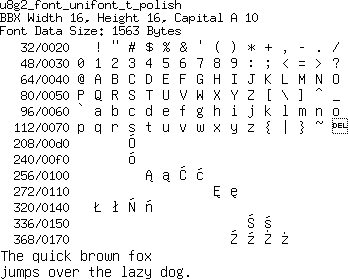 u8g2_font_unifont_t_polish
BBX Width 16, Height 16, Capital A 10
Font Data Size: 1563 Bytes
32/0020 ! " # $ % & ' ( ) * + , - . /
48/0030 0 1 2 3 4 5 6 7 8 9 : ; < = > ?
64/0040 @ A B C D E F G H I J K L M N O
80/0050 P Q R S T U V W X Y Z [ \ ] ^ _
96/0060 ` a b c d e f g h i j k l m n o
112/0070 p q r s t u v w x y z { | } ~ DEL
208/00d0 Ó
240/00f0 ó
256/0100 Ą ą Ć ć
272/0110 Ę ę
320/0140 Ł ł Ń ń
336/0150 Ś ś
368/0170 Ź ź Ż ż
The quick brown fox
jumps over the lazy dog.